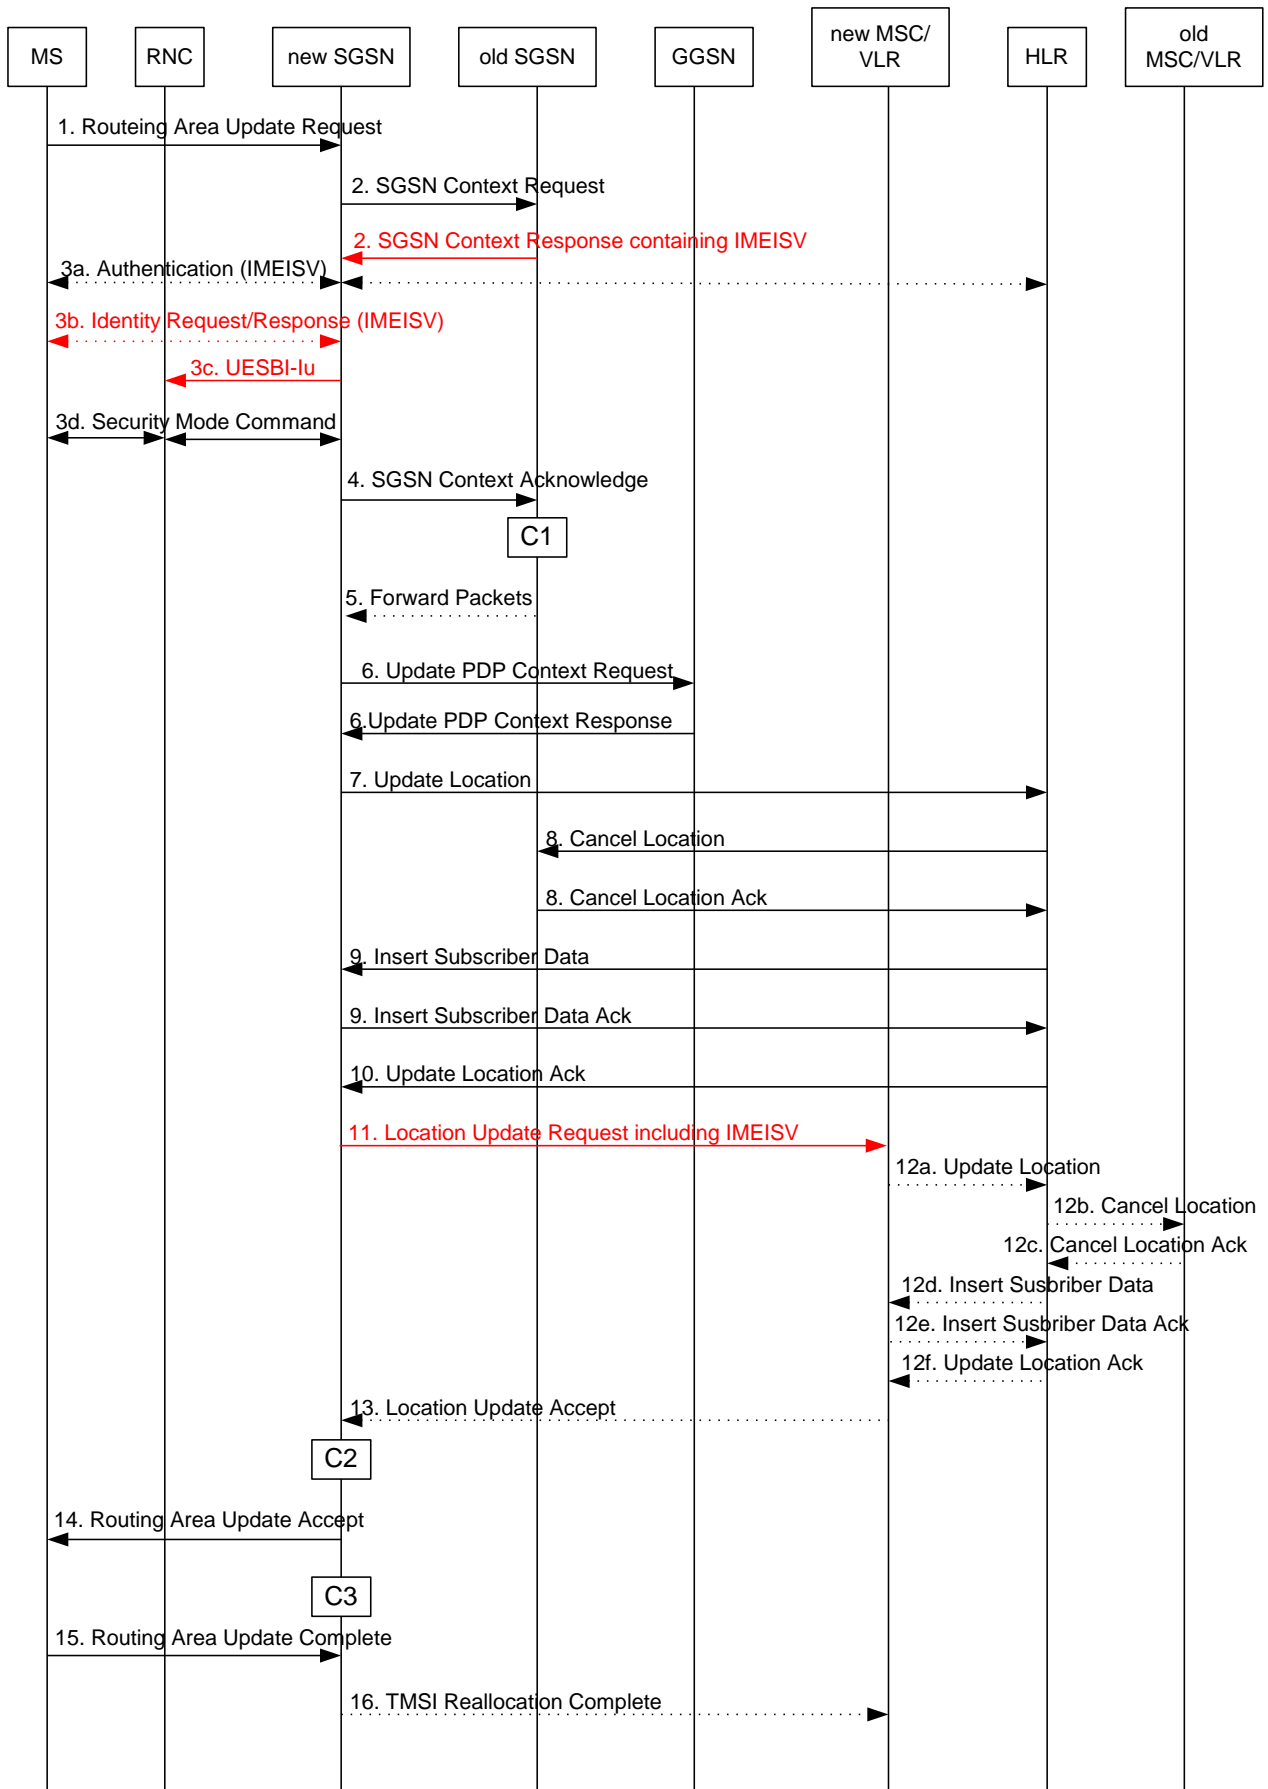 MS
RNC
new SGSN
old SGSN
GGSN
new MSC/
VLR
HLR
old
MSC/VLR
1. Routeing Area Update Request
2. SGSN Context Request
2. SGSN Context Response containing IMEISV
3a. Authentication (IMEISV)
3b. Identity Request/Response (IMEISV)
3c. UESBI-Iu
3d. Security Mode Command
4. SGSN Context Acknowledge
C1
5. Forward Packets
6. Update PDP Context Request
6.Update PDP Context Response
7. Update Location
8. Cancel Location
8. Cancel Location Ack
9. Insert Subscriber Data
9. Insert Subscriber Data Ack
10. Update Location Ack
11. Location Update Request including IMEISV
12a. Update Location
12b. Cancel Location
12c. Cancel Location Ack
12d. Insert Susbriber Data
12e. Insert Susbriber Data Ack
12f. Update Location Ack
13. Location Update Accept
C2
14. Routing Area Update Accept
C3
15. Routing Area Update Complete
16. TMSI Reallocation Complete